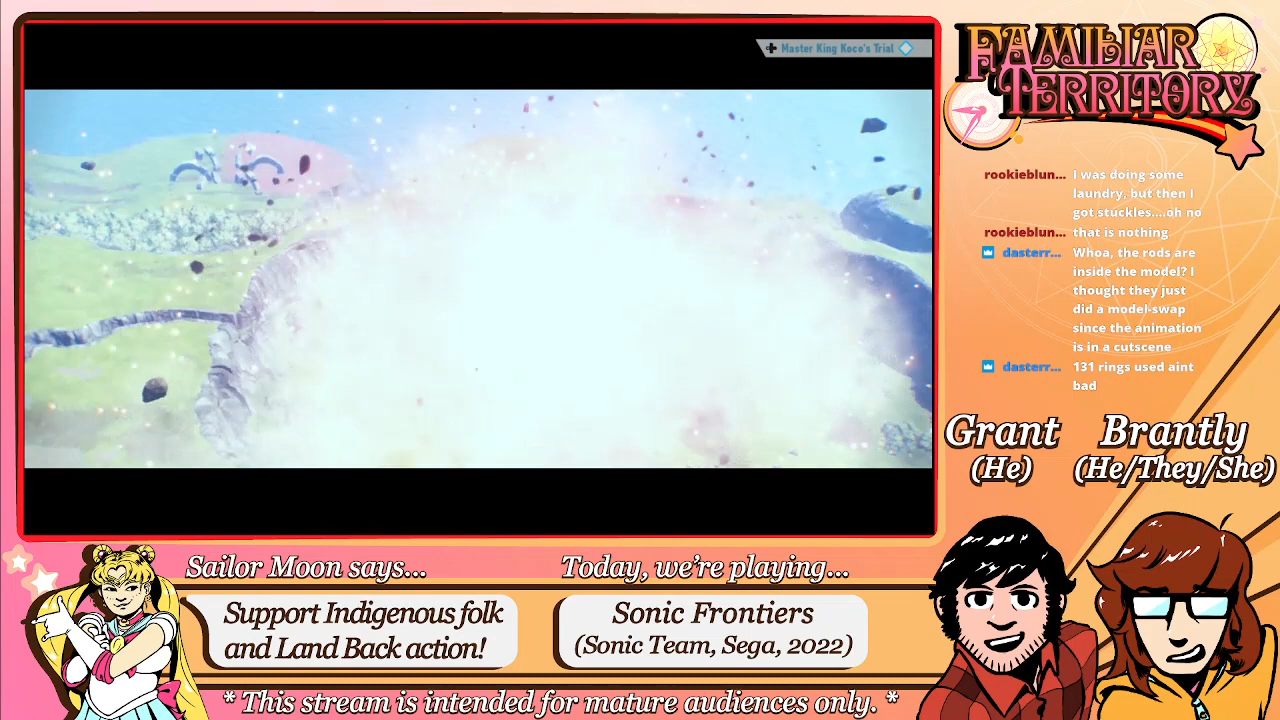 Master King Koco's Trial
FAMILIAR
TERRITORY
rookieblun... I was doing some
laundry, but then I
got stuckles....oh no
rookieblun... that is nothing
dasterr... Whoa, the rods are
inside the model? I
thought they just
did a model-swap
since the animation
is in a cutscene
dasterr... 131 rings used aint
bad
Grant
(He)
Brantly
(He/They/She)
Sailor Moon says...
Support Indigenous folk
and Land Back action!
Today, we're playing...
Sonic Frontiers
(Sonic Team, Sega, 2022)
* This stream is intended for mature audiences only. *